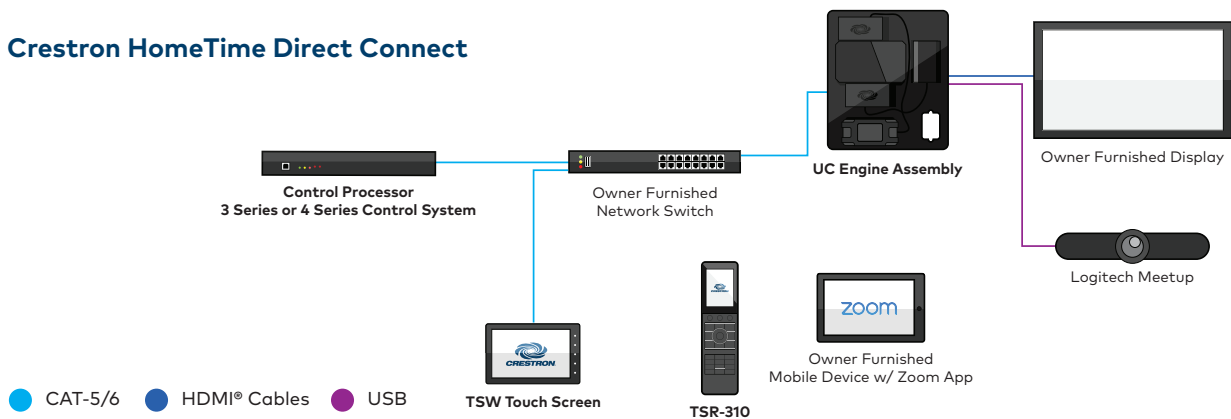 Crestron HomeTime Direct Connect
Control Processor
3 Series or 4 Series Control System
Owner Furnished
Network Switch
UC Engine Assembly
Owner Furnished Display
Logitech Meetup
CRESTRON
TSW Touch Screen
CRESTRON
TSR-310
zoom
Owner Furnished
Mobile Device w/ Zoom App
CAT-5/6
HDMI® Cables
USB